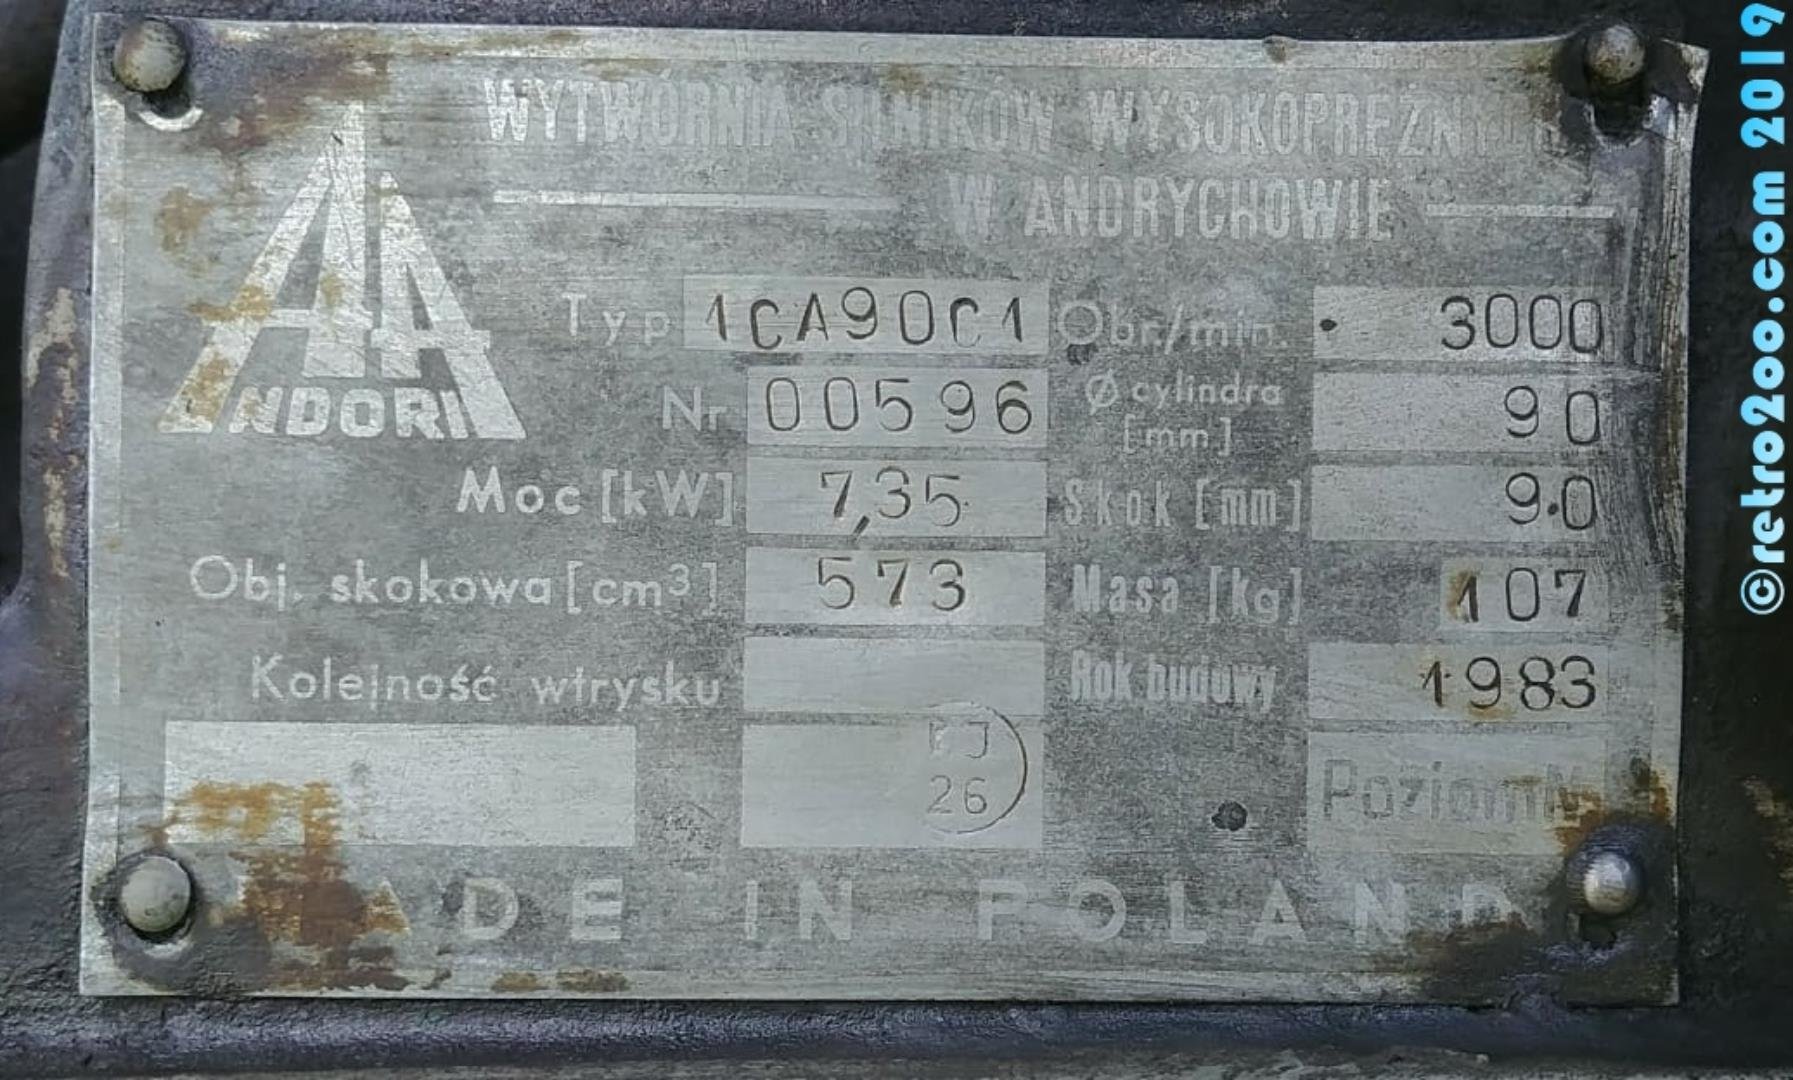 WYTWÓRNIA SILNIKÓW WYSOKOPRĘŻNYCH
W ANDRYCHOWIE
ANDORIA
Typ 1CA90C1 Obr./min. 3000
Nr 00596 Ø cylindra [mm] 90
Moc [kW] 7,35 Skok [mm] 90
Obj. skokowa [cm³] 573 Masa [kg] 107
Kolejność wtrysku Rok budowy 1983
26
MADE IN POLAND
©retro200.com 2019